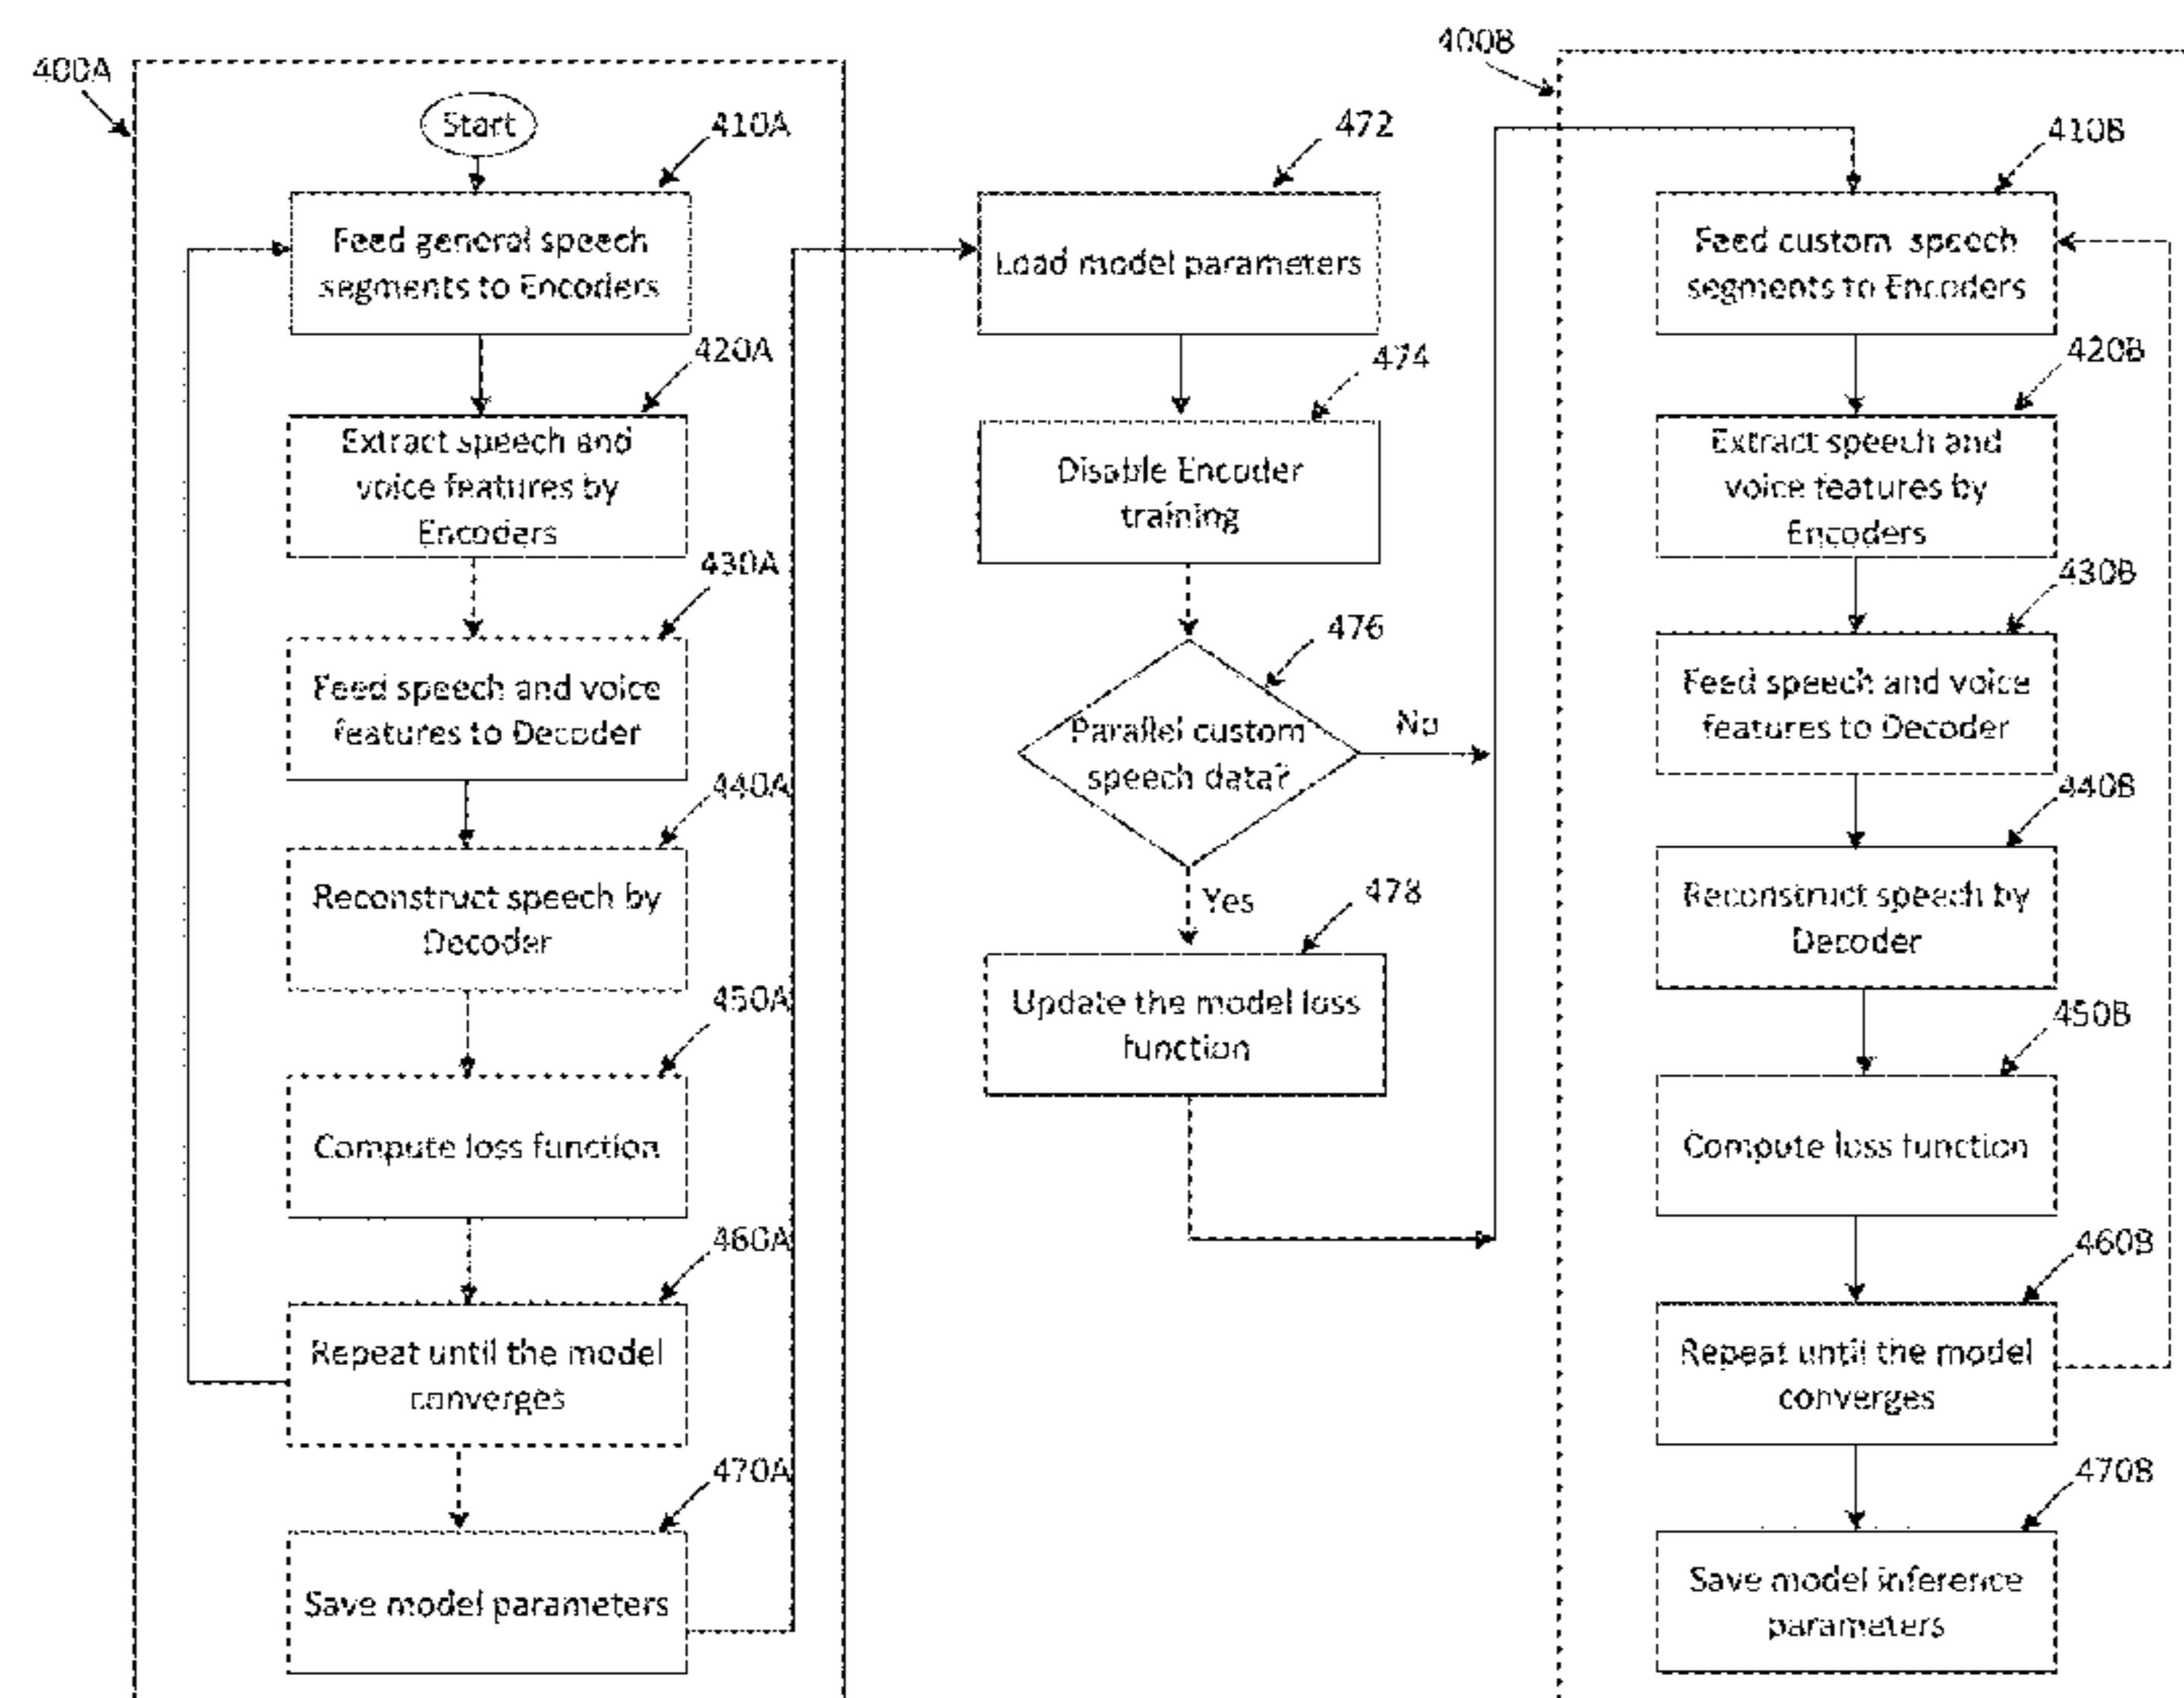 400A
Start
410A
Feed general speech
segments to Encoders
420A
Extract speech and
voice features by
Encoders
430A
Feed speech and voice
features to Decoder
440A
Reconstruct speech by
Decoder
450A
Compute loss function
460A
Repeat until the model
converges
470A
Save model parameters
472
Load model parameters
474
Disable Encoder
training
476
Parallel custom
speech data?
No
Yes
478
Update the model loss
function
400B
410B
Feed custom speech
segments to Encoders
420B
Extract speech and
voice features by
Encoders
430B
Feed speech and voice
features to Decoder
440B
Reconstruct speech by
Decoder
450B
Compute loss function
460B
Repeat until the model
converges
470B
Save model inference
parameters